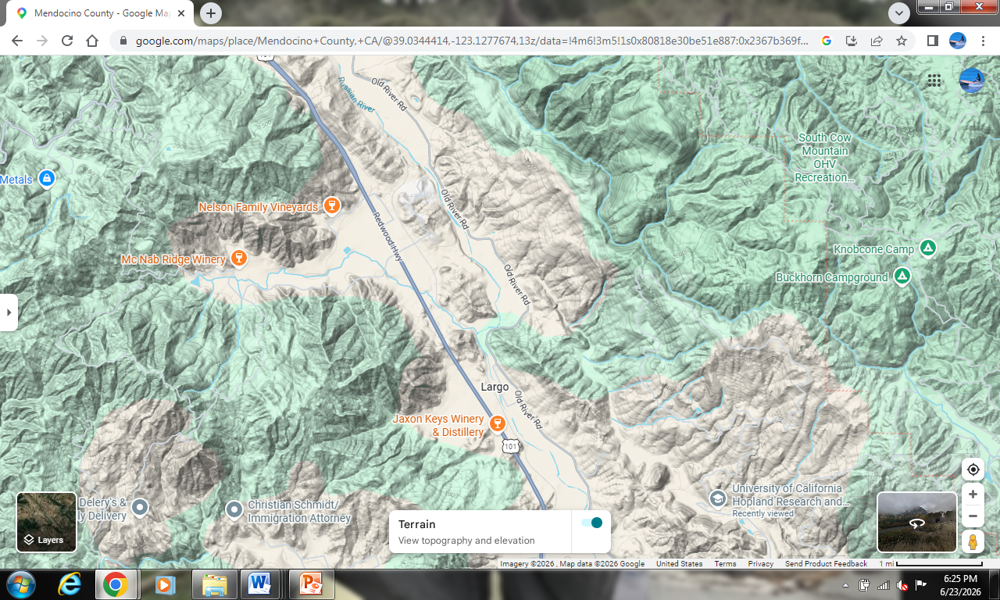 Mendocino County - Google Ma
google.com/maps/place/Mendocino+County,+CA/@39.0344414,-123.1277674,13z/data=!4m6!3m5!1s0x80818e30be51e887:0x2367b369f...
101
Old River Rd
Russian River
South Cow
Mountain
OHV
Recreation...
Metals
Nelson Family Vineyards
Old River Rd
Redwood Hwy
Mc Nab Ridge Winery
Knobcone Camp
Old River Rd
Buckhorn Campground
Largo
Old River Rd
Jaxon Keys Winery
& Distillery
101
University of California
Hopland Research and...
Recently viewed
Delery's &
ly Delivery
Christian Schmidt/
Immigration Attorney
Layers
Terrain
View topography and elevation
Imagery ©2026 , Map data ©2026 Google
United States
Terms
Privacy
Send Product Feedback
1 mi
6:25 PM
6/23/2026